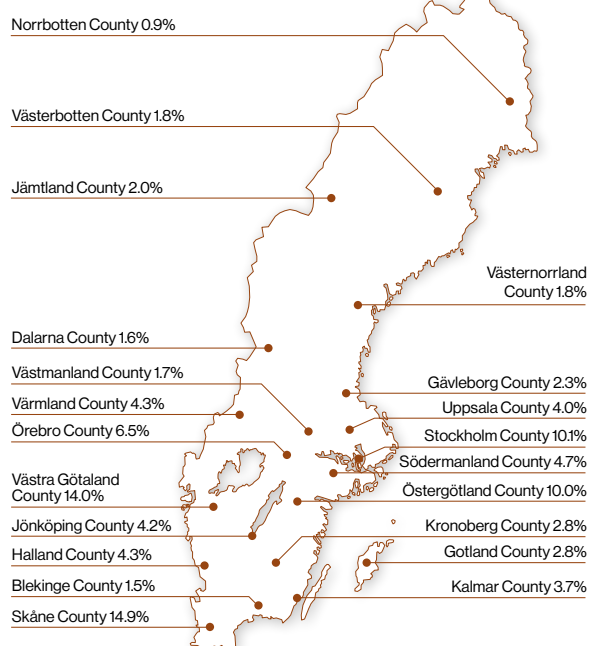 Norrbotten County 0.9%
Västerbotten County 1.8%
Jämtland County 2.0%
Västernorrland
County 1.8%
Dalarna County 1.6%
Västmanland County 1.7%
Värmland County 4.3%
Örebro County 6.5%
Västra Götaland
County 14.0%
Jönköping County 4.2%
Halland County 4.3%
Blekinge County 1.5%
Skåne County 14.9%
Gävleborg County 2.3%
Uppsala County 4.0%
Stockholm County 10.1%
Södermanland County 4.7%
Östergötland County 10.0%
Kronoberg County 2.8%
Gotland County 2.8%
Kalmar County 3.7%